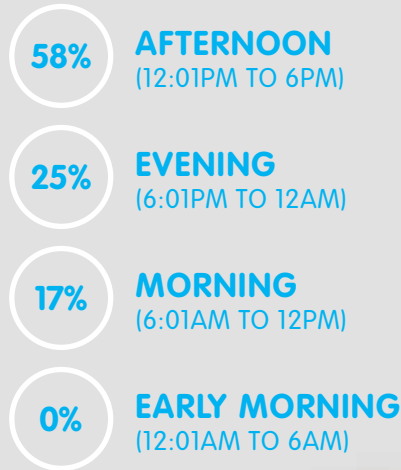 58%
AFTERNOON
(12:01PM TO 6PM)
25%
EVENING
(6:01PM TO 12AM)
17%
MORNING
(6:01AM TO 12PM)
0%
EARLY MORNING
(12:01AM TO 6AM)